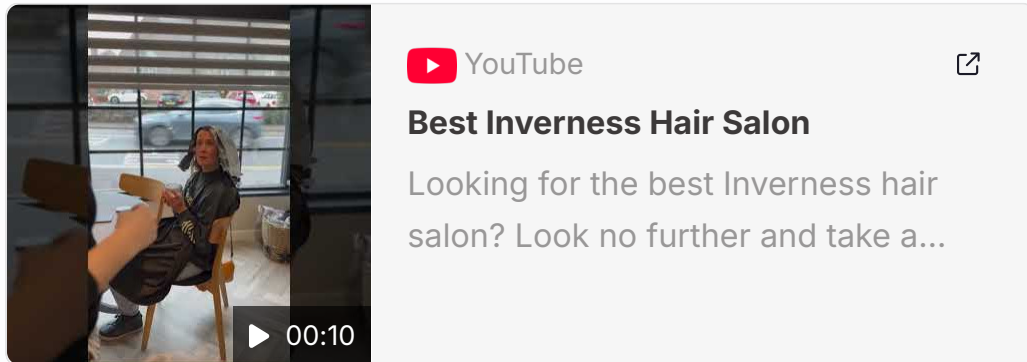 YouTube
Best Inverness Hair Salon
Looking for the best Inverness hair
salon? Look no further and take a...
00:10